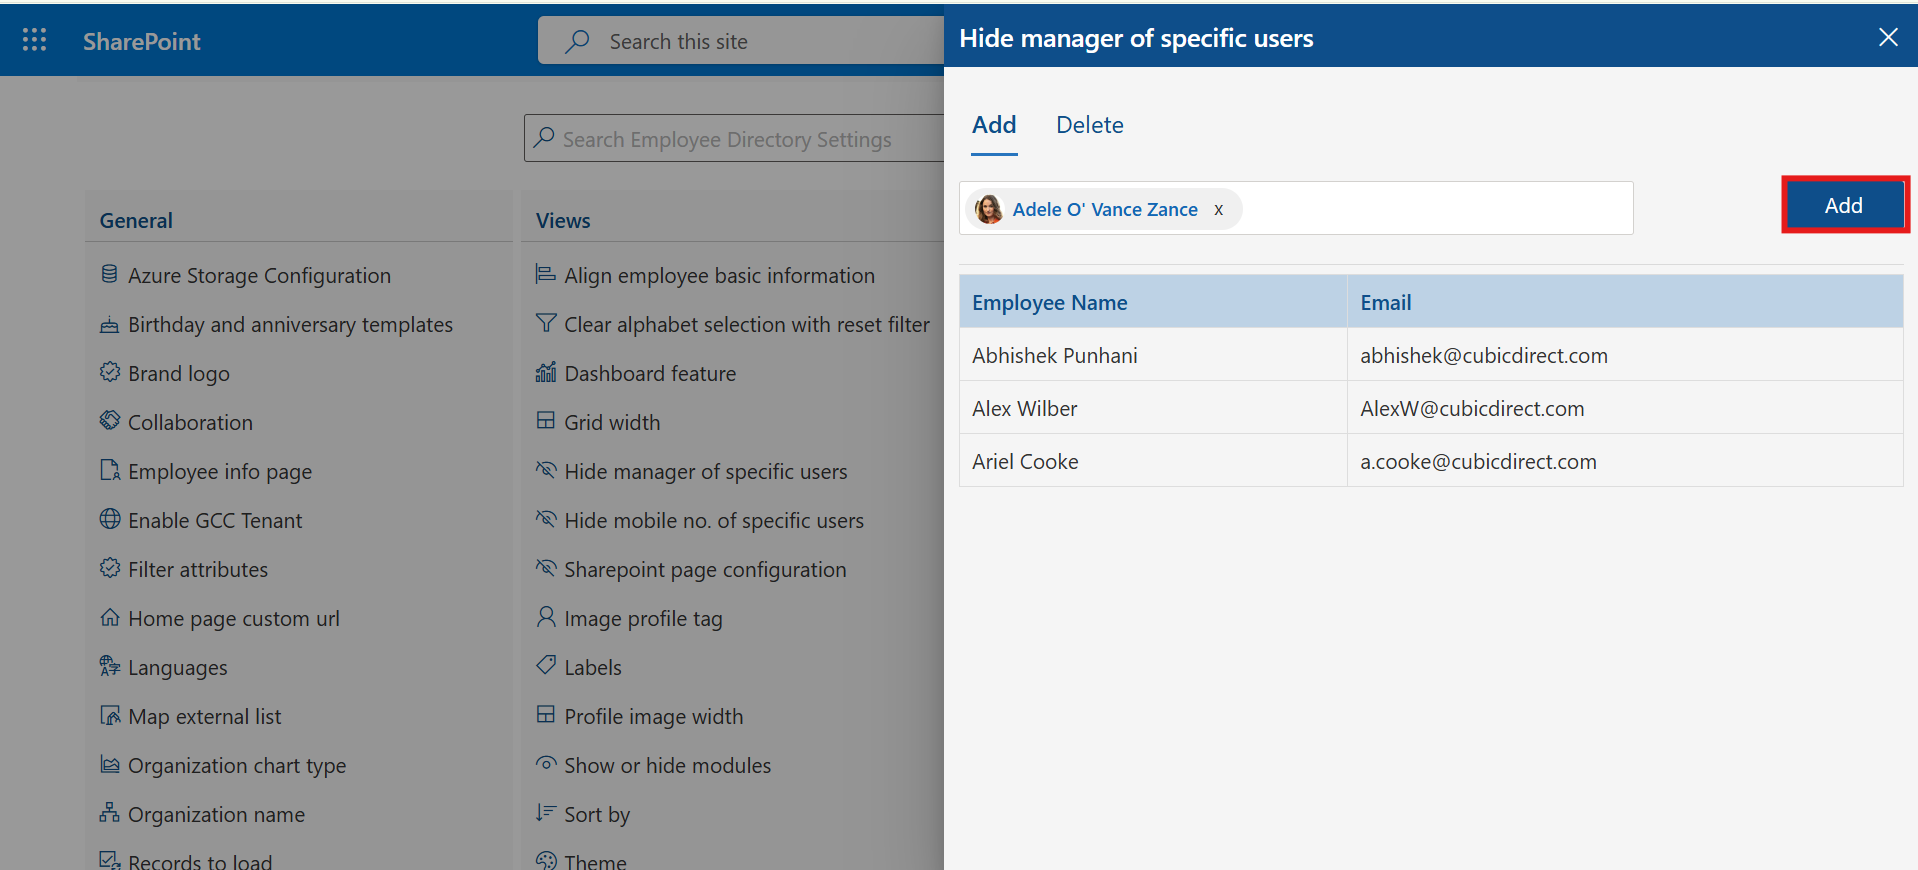 SharePoint
Search this site
Search Employee Directory Settings
General
Azure Storage Configuration
Birthday and anniversary templates
Brand logo
Collaboration
Employee info page
Enable GCC Tenant
Filter attributes
Home page custom url
Languages
Map external list
Organization chart type
Organization name
Records to load
Views
Align employee basic information
Clear alphabet selection with reset filter
Dashboard feature
Grid width
Hide manager of specific users
Hide mobile no. of specific users
Sharepoint page configuration
Image profile tag
Labels
Profile image width
Show or hide modules
Sort by
Theme
Hide manager of specific users
Add Delete
Adele O' Vance Zance x
Add
Employee Name Email
Abhishek Punhani abhishek@cubicdirect.com
Alex Wilber AlexW@cubicdirect.com
Ariel Cooke a.cooke@cubicdirect.com